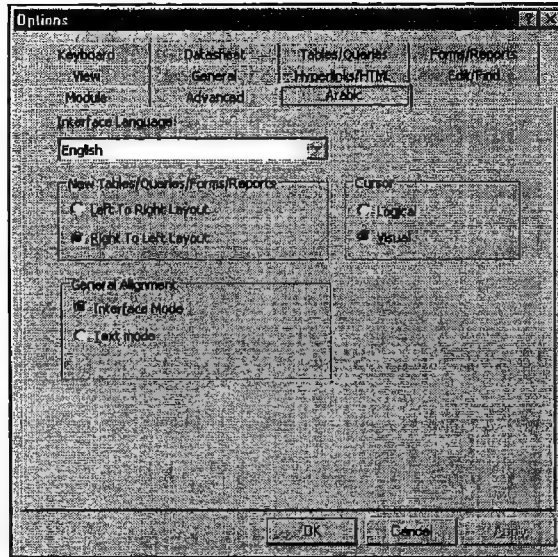 Options
Keyboard Datasheet Tables/Queries Forms/Reports
View General Hyperlinks/HTML Edit/Find
Module Advanced Arabic
Interface Language:
English
New Tables/Queries/Forms/Reports Cursor
Left To Right Layout Logical
Right To Left Layout Visual
General Alignment
Interface Mode
Text mode
OK Cancel Apply